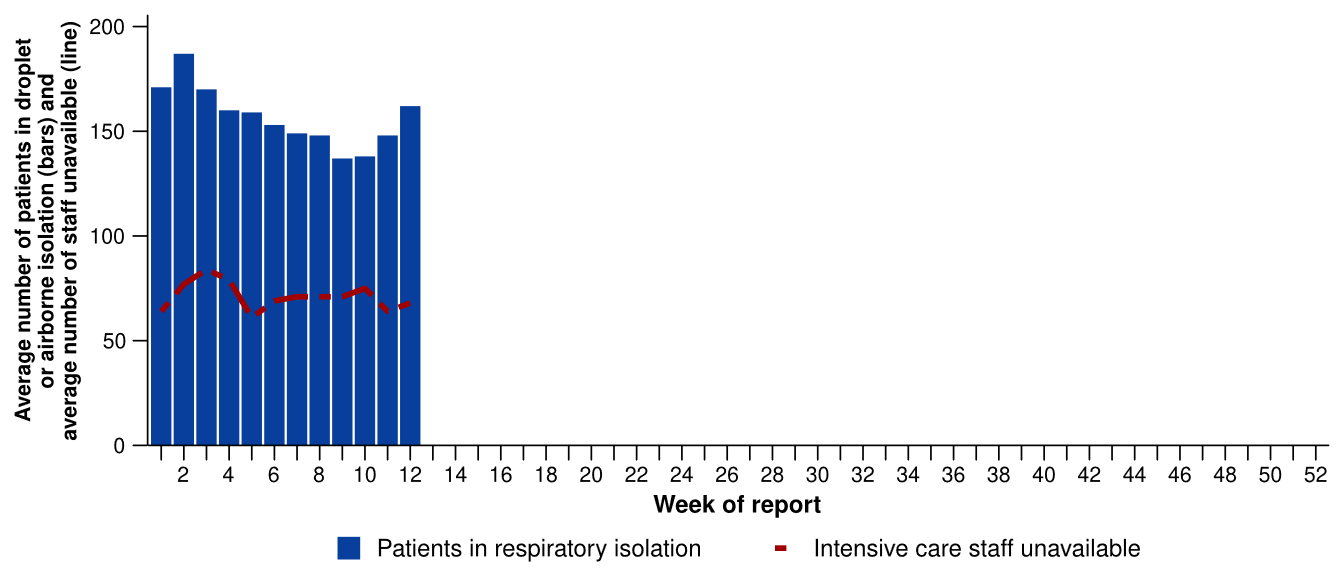 Average number of patients in droplet
or airborne isolation (bars) and
average number of staff unavailable (line)
200
150
100
50
0
2 4 6 8 10 12 14 16 18 20 22 24 26 28 30 32 34 36 38 40 42 44 46 48 50 52
Week of report
Patients in respiratory isolation
Intensive care staff unavailable